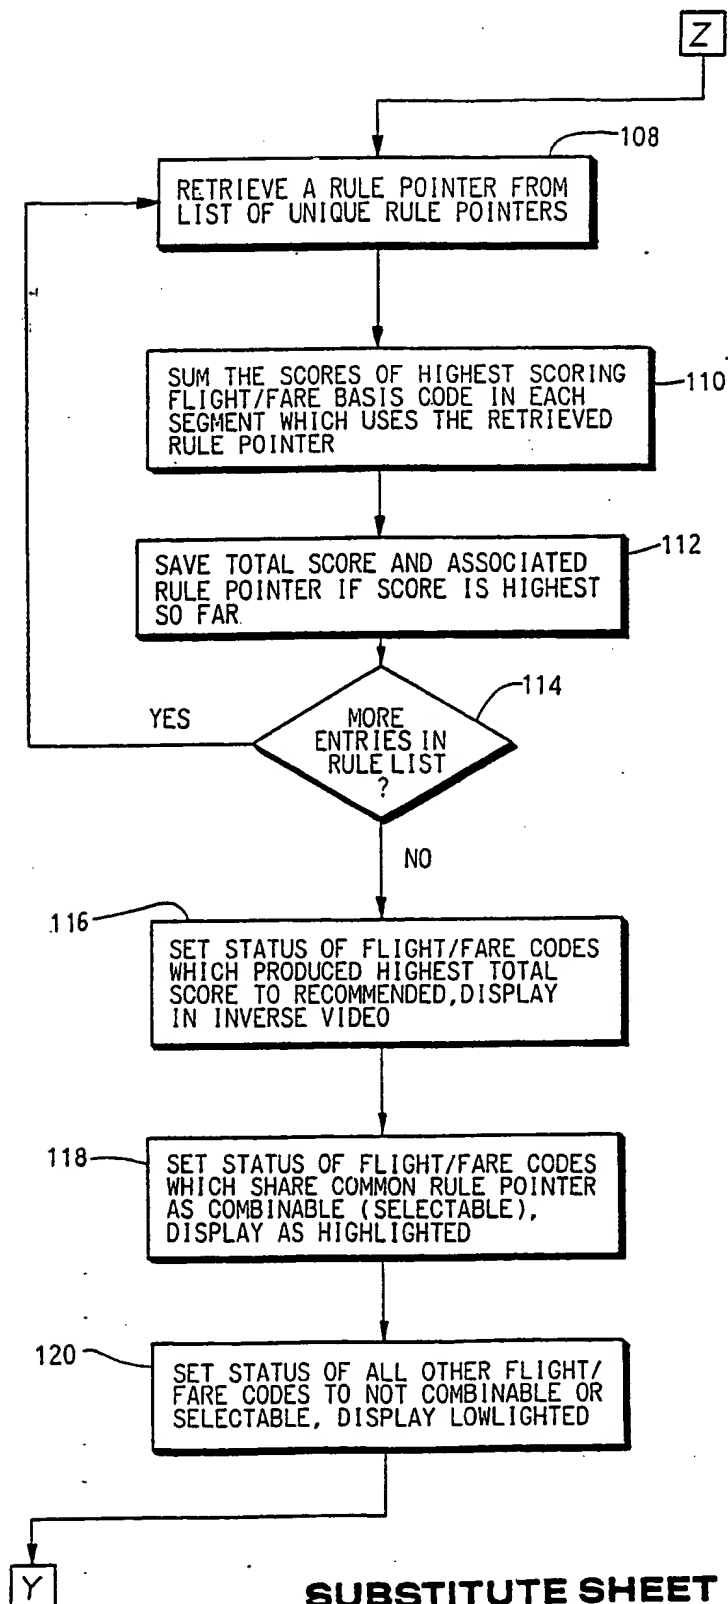 Z
108
RETRIEVE A RULE POINTER FROM
LIST OF UNIQUE RULE POINTERS
SUM THE SCORES OF HIGHEST SCORING
FLIGHT/FARE BASIS CODE IN EACH
SEGMENT WHICH USES THE RETRIEVED
RULE POINTER
110
SAVE TOTAL SCORE AND ASSOCIATED
RULE POINTER IF SCORE IS HIGHEST
SO FAR
112
114
YES
MORE
ENTRIES IN
RULE LIST
?
NO
116
SET STATUS OF FLIGHT/FARE CODES
WHICH PRODUCED HIGHEST TOTAL
SCORE TO RECOMMENDED, DISPLAY
IN INVERSE VIDEO
118
SET STATUS OF FLIGHT/FARE CODES
WHICH SHARE COMMON RULE POINTER
AS COMBINABLE (SELECTABLE),
DISPLAY AS HIGHLIGHTED
120
SET STATUS OF ALL OTHER FLIGHT/
FARE CODES TO NOT COMBINABLE OR
SELECTABLE, DISPLAY LOWLIGHTED
Y
SUBSTITUTE SHEET